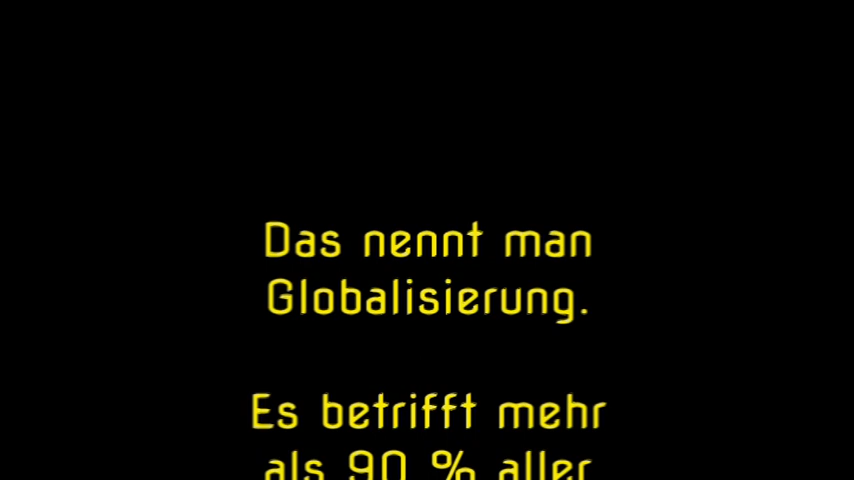 Das nennt man
Globalisierung.
Es betrifft mehr
als 90 % aller